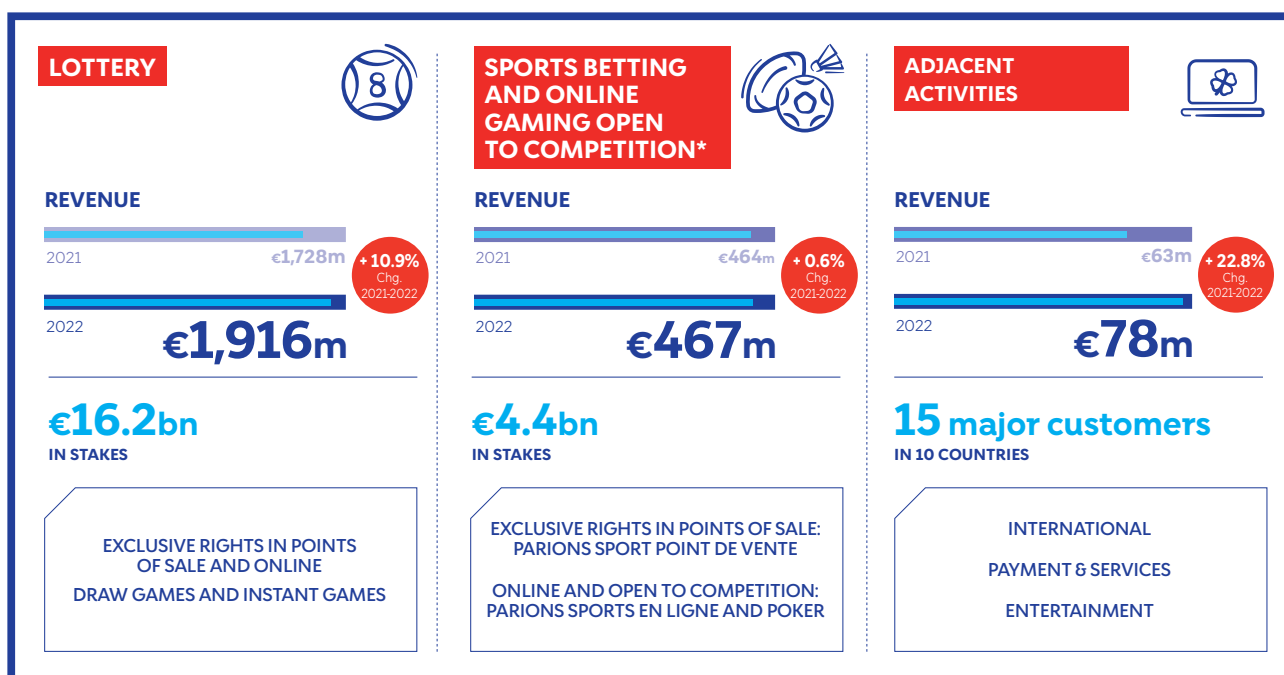 LOTTERY
8
REVENUE
2021
€1,728m
+ 10.9%
Chg.
2021-2022
2022
€1,916m
€16.2bn
IN STAKES
EXCLUSIVE RIGHTS IN POINTS
OF SALE AND ONLINE
DRAW GAMES AND INSTANT GAMES
SPORTS BETTING
AND ONLINE
GAMING OPEN
TO COMPETITION*
REVENUE
2021
€464m
+ 0.6%
Chg.
2021-2022
2022
€467m
€4.4bn
IN STAKES
EXCLUSIVE RIGHTS IN POINTS OF SALE:
PARIONS SPORT POINT DE VENTE
ONLINE AND OPEN TO COMPETITION:
PARIONS SPORTS EN LIGNE AND POKER
ADJACENT
ACTIVITIES
REVENUE
2021
€63m
+ 22.8%
Chg.
2021-2022
2022
€78m
15 major customers
IN 10 COUNTRIES
INTERNATIONAL
PAYMENT & SERVICES
ENTERTAINMENT